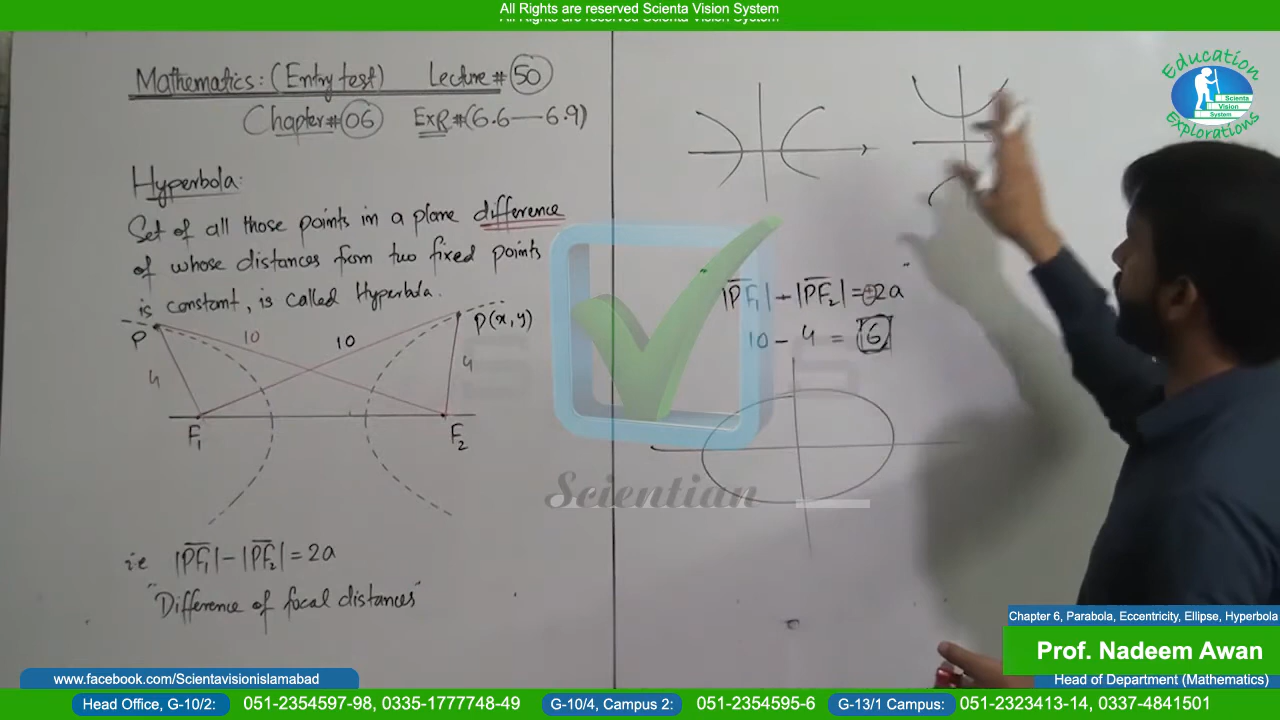 All Rights are reserved Scienta Vision System
Mathematics: (Entry test) Lecture # 50
Chapter # 06 Ex# #(6.6—6.9)
Hyperbola:
Set of all those points in a plane difference
of whose distances from two fixed points
is constant, is called Hyperbola.
P 10 10 P(x,y)
4 4
F₁ F₂
i.e |PF₁| - |PF₂| = 2a
"Difference of focal distances"
"|PF₁| - |PF₂| = ±2a"
10 - 4 = 6
Education
Scienta
Vision
System
Explorations
S S
Scientian
Chapter 6, Parabola, Eccentricity, Ellipse, Hyperbola
Prof. Nadeem Awan
Head of Department (Mathematics)
www.facebook.com/Scientavisionislamabad
Head Office, G-10/2: 051-2354597-98, 0335-1777748-49 G-10/4, Campus 2: 051-2354595-6 G-13/1 Campus: 051-2323413-14, 0337-4841501